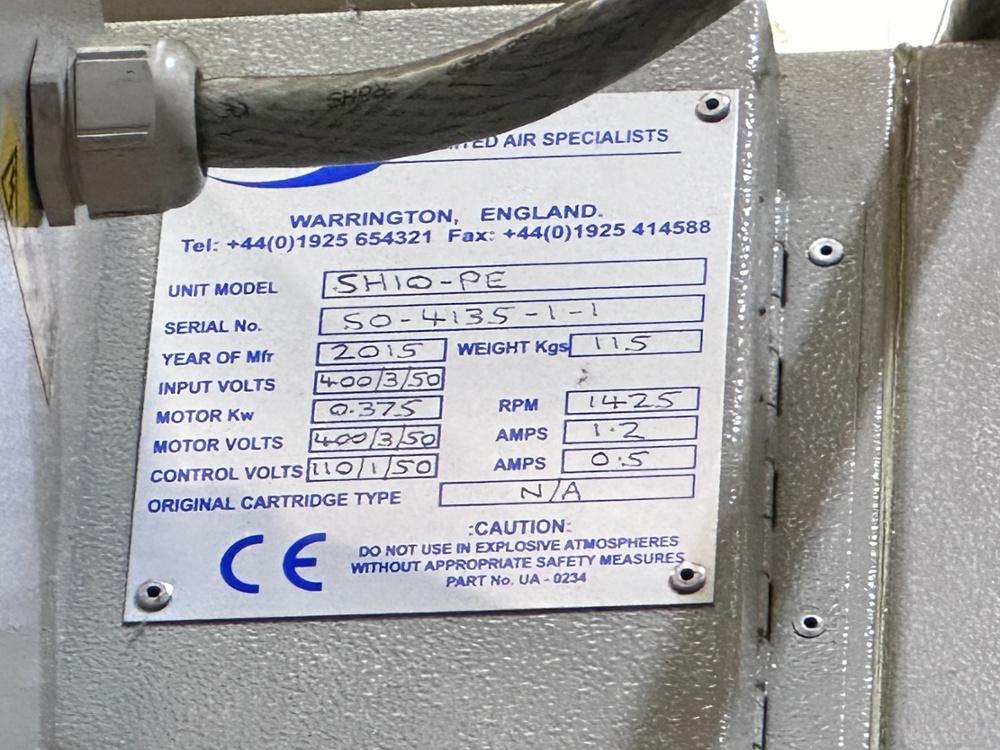 AIR SPECIALISTS
WARRINGTON, ENGLAND.
Tel: +44(0)1925 654321 Fax: +44(0)1925 414588
UNIT MODEL SH10-PE
SERIAL No. SO-4135-1-1
YEAR OF Mfr 2015 WEIGHT Kgs 115
INPUT VOLTS 400/3/50
MOTOR Kw 0.375 RPM 1425
MOTOR VOLTS 400/3/50 AMPS 1.2
CONTROL VOLTS 110/1/50 AMPS 0.5
ORIGINAL CARTRIDGE TYPE N/A
:CAUTION:
CE DO NOT USE IN EXPLOSIVE ATMOSPHERES
WITHOUT APPROPRIATE SAFETY MEASURES
PART No. UA - 0234